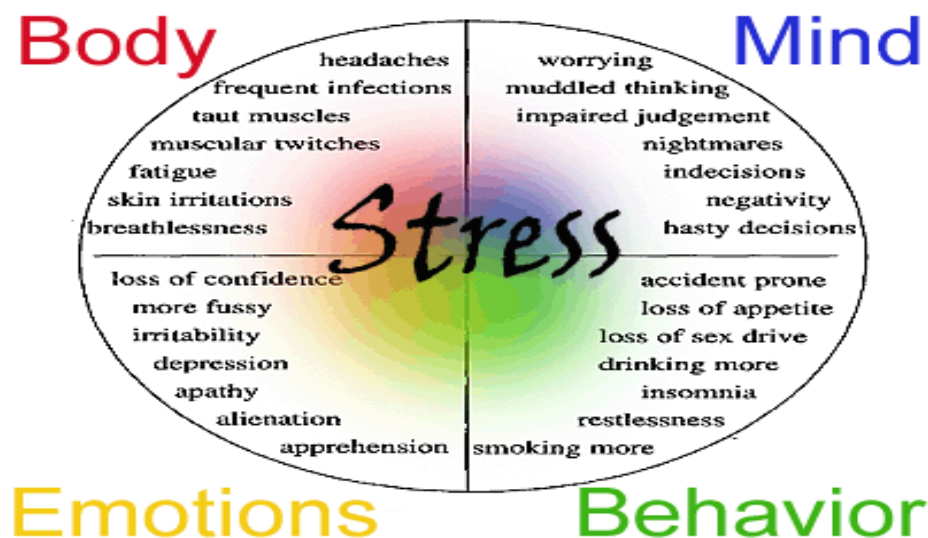 Body
Mind
headaches
frequent infections
taut muscles
muscular twitches
fatigue
skin irritations
breathlessness
worrying
muddled thinking
impaired judgement
nightmares
indecisions
negativity
hasty decisions
Stress
loss of confidence
more fussy
irritability
depression
apathy
alienation
apprehension
accident prone
loss of appetite
loss of sex drive
drinking more
insomnia
restlessness
smoking more
Emotions
Behavior